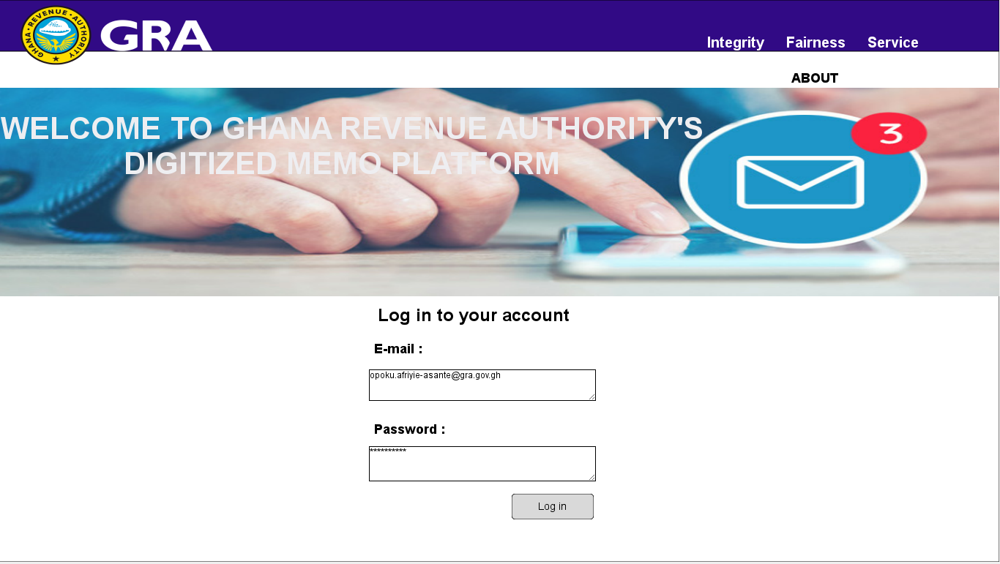 GHANA · REVENUE · AUTHORITY
GRA
Integrity Fairness Service
ABOUT
WELCOME TO GHANA REVENUE AUTHORITY'S
DIGITIZED MEMO PLATFORM
3
Log in to your account
E-mail :
opoku.afriyie-asante@gra.gov.gh
Password :
**********
Log in